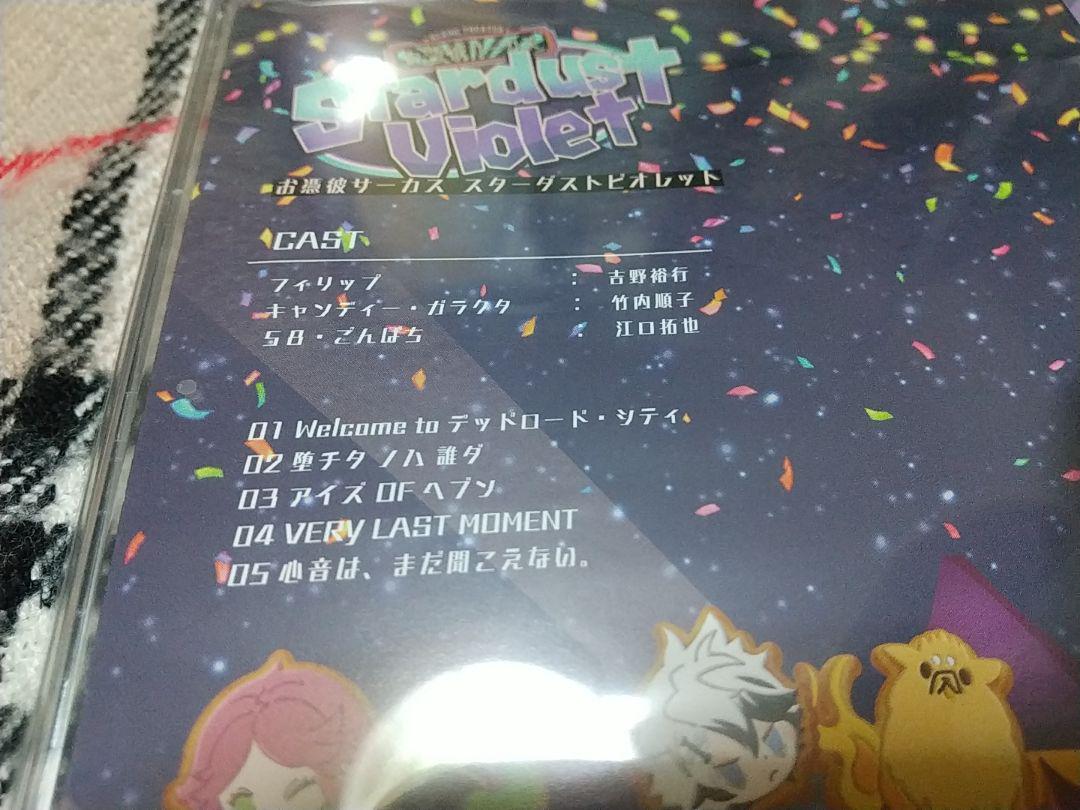 Stardust
Violet
お憑彼サーカス スターダストビオレット
CAST
フィリップ : 吉野裕行
キャンディー・ガラクタ : 竹内順子
58・ごんぱち : 江口拓也
01 Welcome to デッドロード・シティ
02 堕チタ ノハ 誰ダ
03 アイズ OF ヘブン
04 VERY LAST MOMENT
05 心音は、まだ聞こえない。